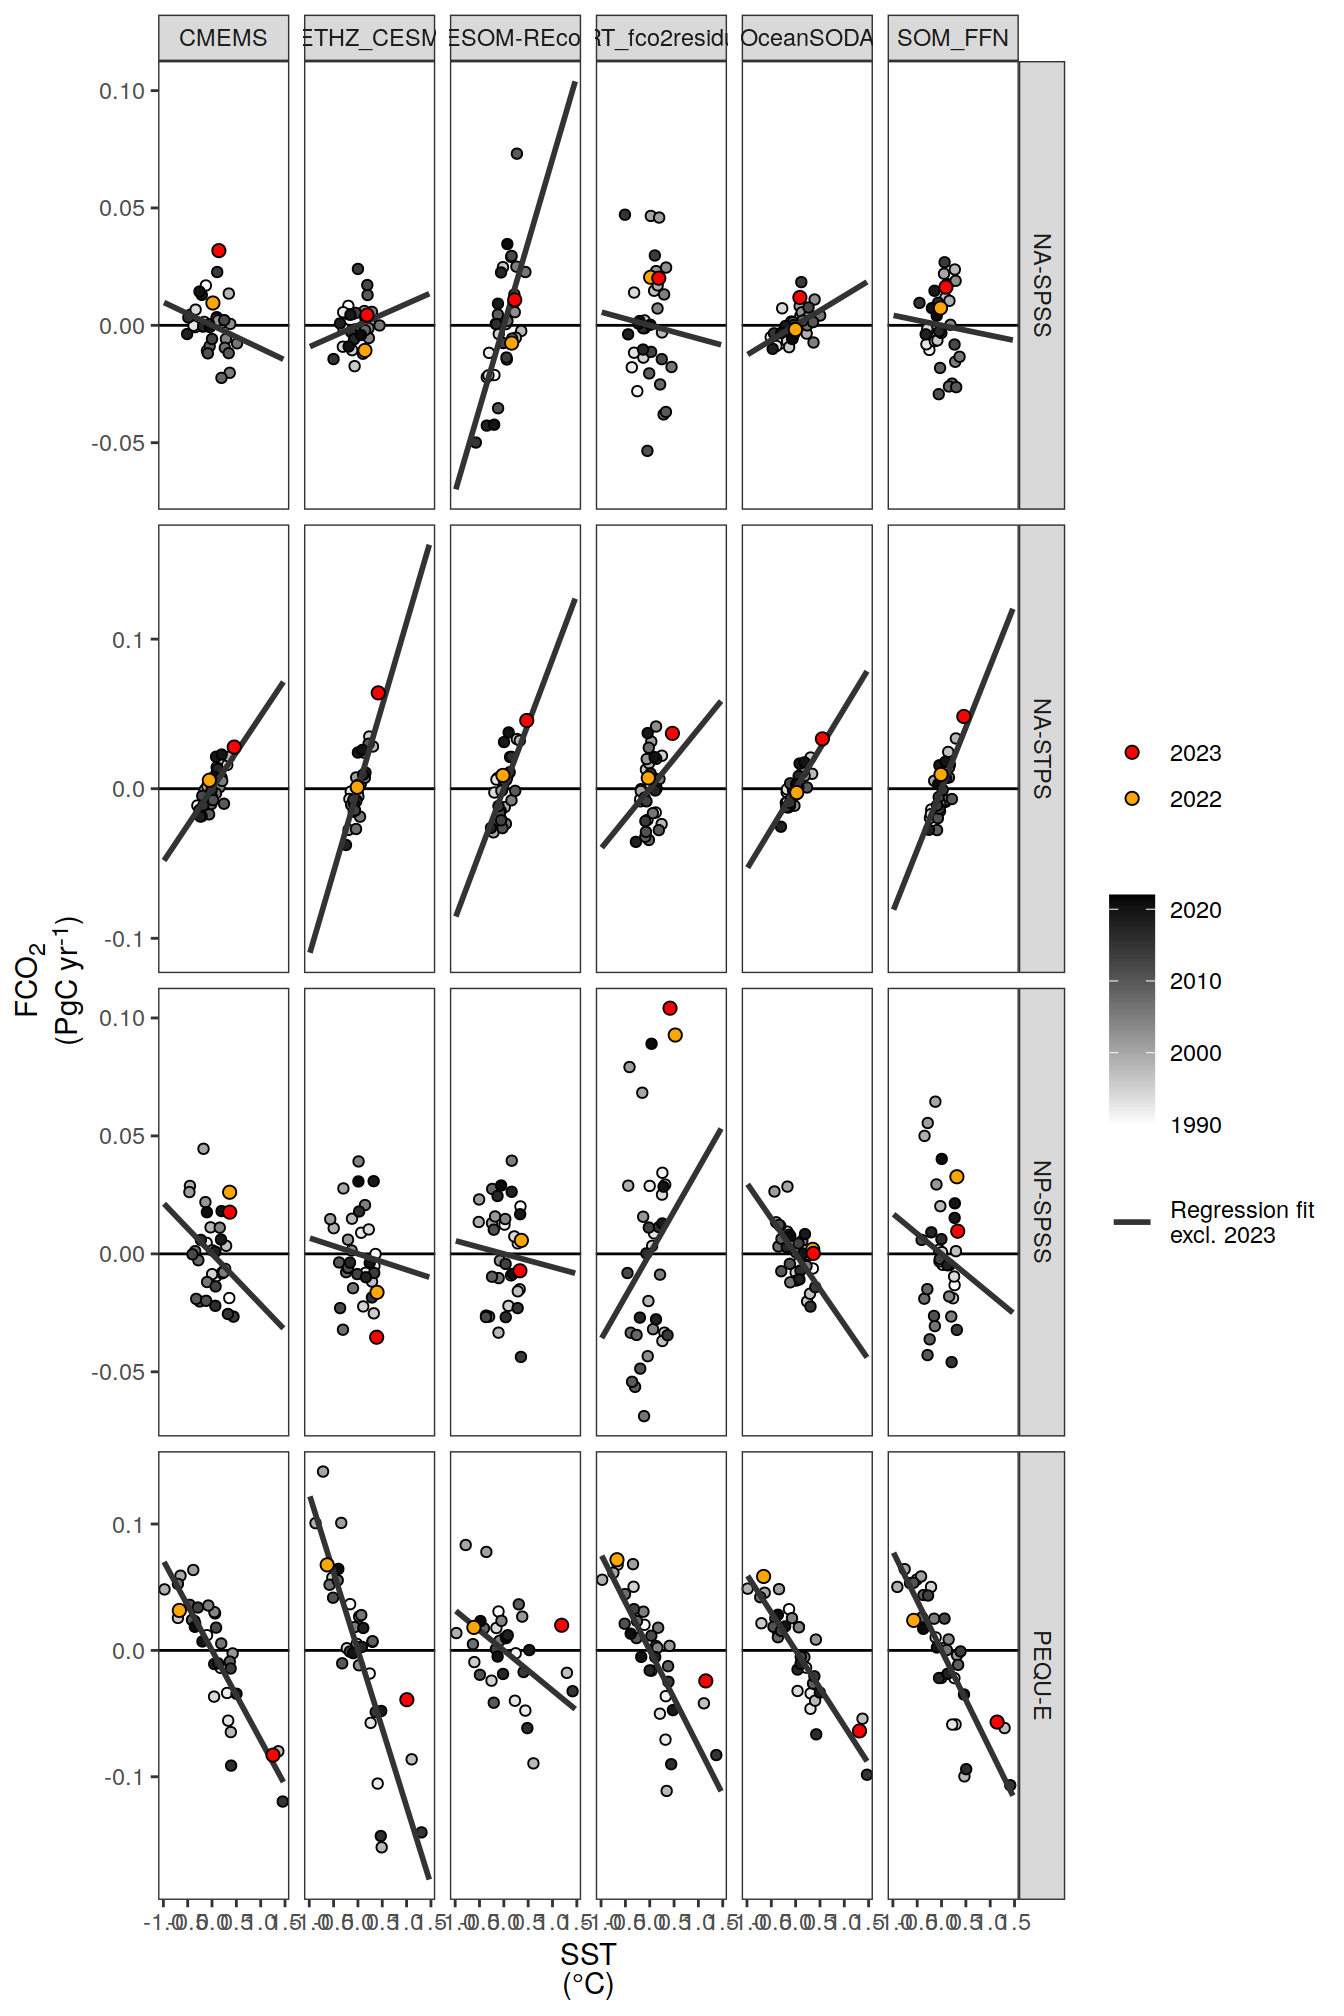 CMEMS
ETHZ_CESM
ESOM-REco
RT_fco2residu
OceanSODA
SOM_FFN
0.10
0.05
0.00
-0.05
NA-SPSS
0.1
0.0
-0.1
NA-STPS
0.10
0.05
0.00
-0.05
NP-SPSS
0.1
0.0
-0.1
PEQU-E
FCO2
(PgC yr-1)
SST
(°C)
2023
2022
2020
2010
2000
1990
Regression fit
excl. 2023